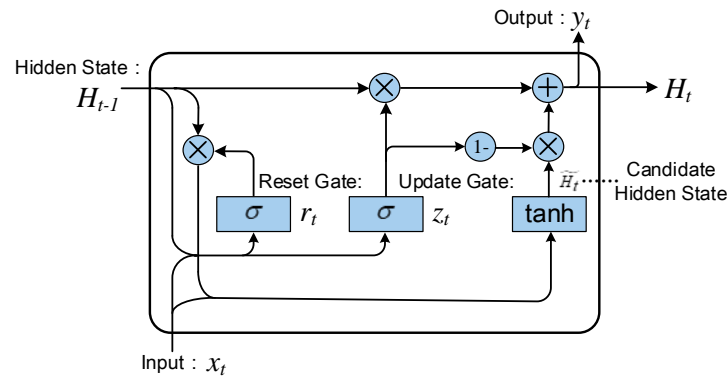 Output : y_t
Hidden State :
H_{t-1}
×
+
H_t
×
1-
×
Reset Gate:
Update Gate:
H̃_t ······ Candidate
Hidden State
σ r_t
σ z_t
tanh
Input : x_t